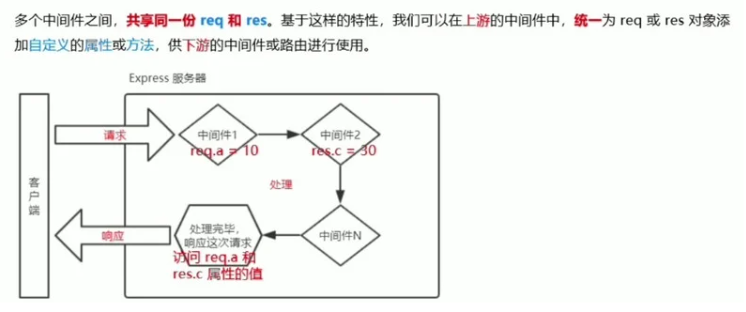 多个中间件之间，共享同一份 req 和 res。基于这样的特性，我们可以在上游的中间件中，统一为 req 或 res 对象添
加自定义的属性或方法，供下游的中间件或路由进行使用。
Express 服务器
请求
中间件1
req.a = 10
中间件2
res.c = 30
客户端
处理
响应
处理完毕，
响应这次请求
访问 req.a 和
res.c 属性的值
中间件N